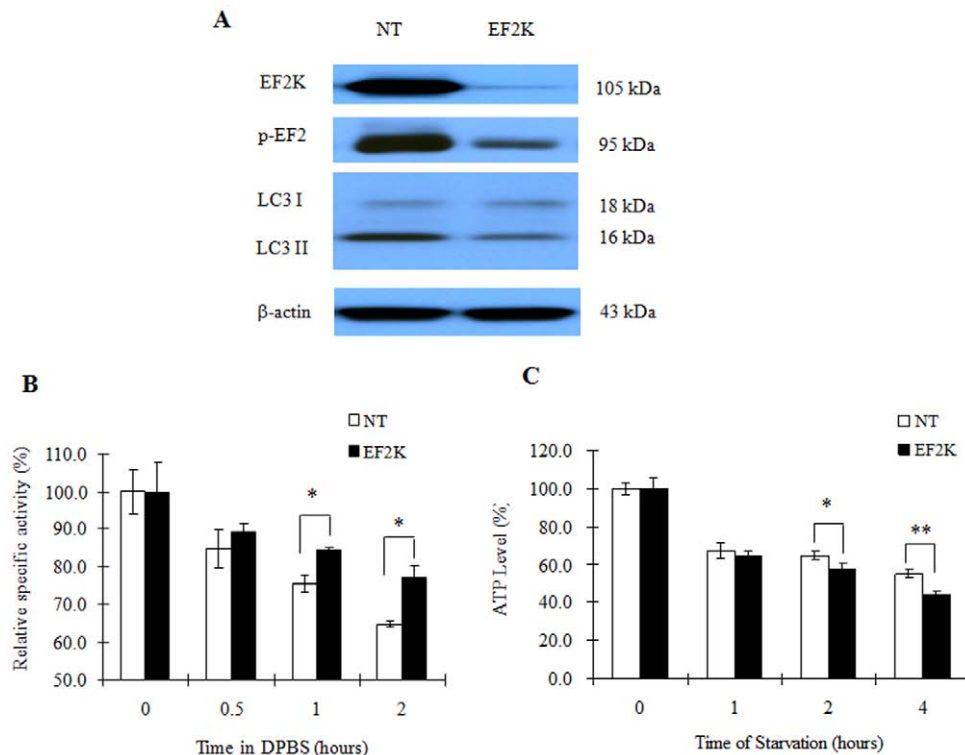 A
NT EF2K
EF2K 105 kDa
p-EF2 95 kDa
LC3 I 18 kDa
LC3 II 16 kDa
β-actin 43 kDa
B
NT
EF2K
Relative specific activity (%)
110.0
100.0
90.0
80.0
70.0
60.0
50.0
*
*
0 0.5 1 2
Time in DPBS (hours)
C
NT
EF2K
ATP Level (%)
120.0
100.0
80.0
60.0
40.0
20.0
0.0
*
**
0 1 2 4
Time of Starvation (hours)